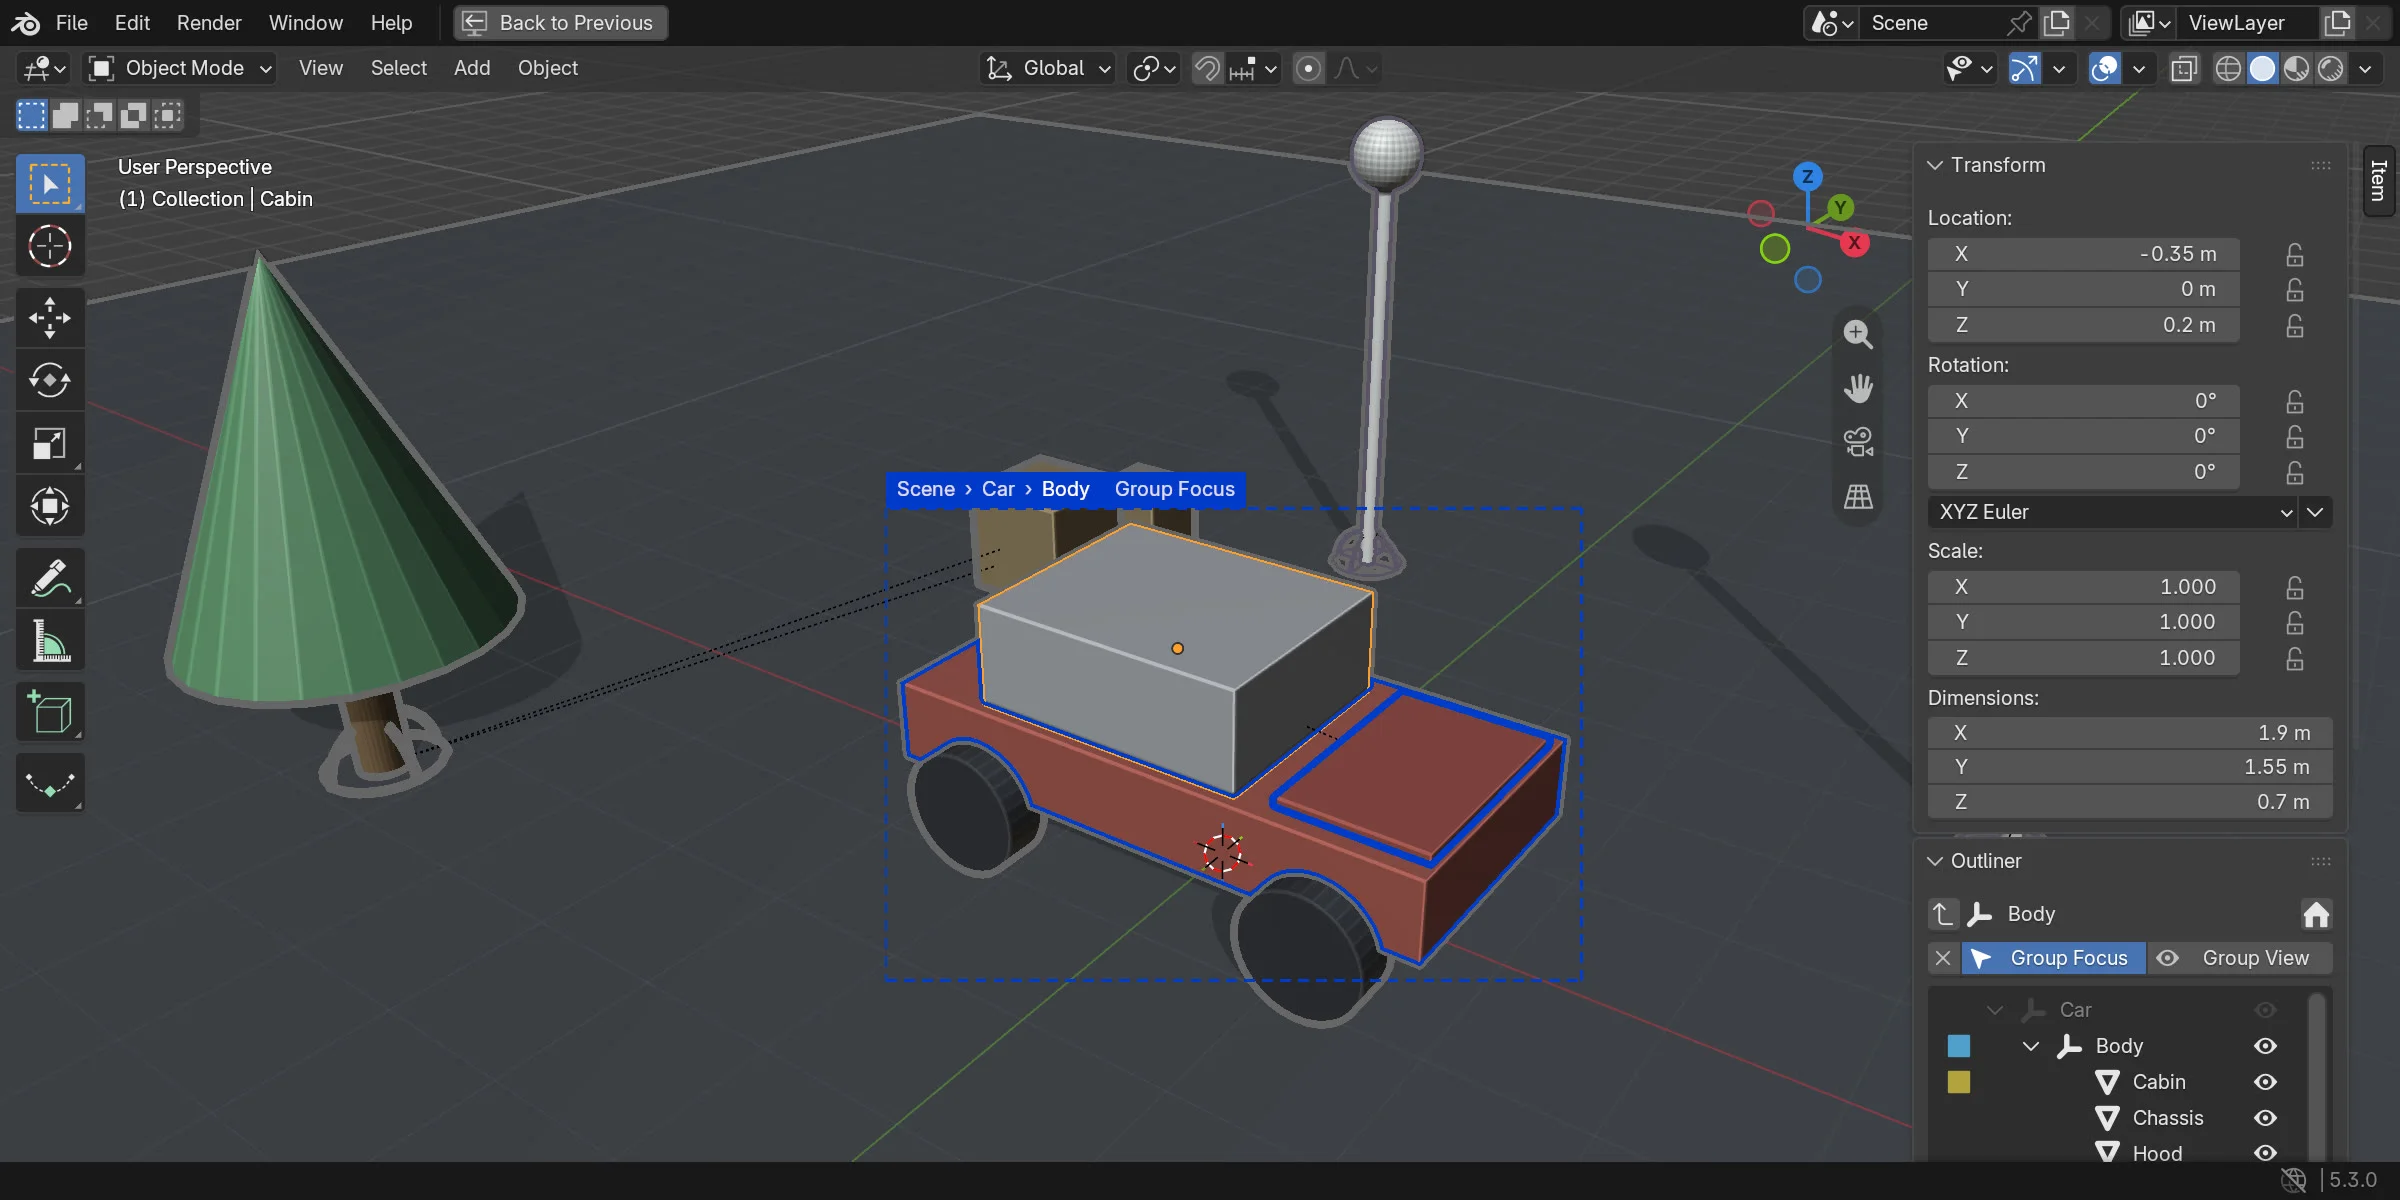 File Edit Render Window Help Back to Previous Scene ViewLayer
Object Mode View Select Add Object Global
User Perspective
(1) Collection | Cabin
Z
Y
X
Scene › Car › Body Group Focus
Item
Transform
Location:
X -0.35 m
Y 0 m
Z 0.2 m
Rotation:
X 0°
Y 0°
Z 0°
XYZ Euler
Scale:
X 1.000
Y 1.000
Z 1.000
Dimensions:
X 1.9 m
Y 1.55 m
Z 0.7 m
Outliner
Body
Group Focus Group View
Car
Body
Cabin
Chassis
Hood
5.3.0